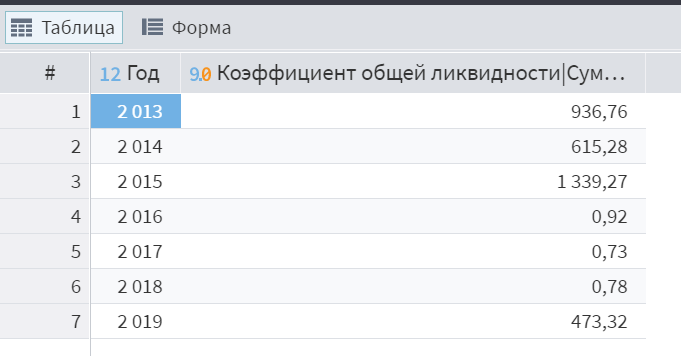 Таблица Форма
# 12 Год 9.0 Коэффициент общей ликвидности|Сум...
1 2 013 936,76
2 2 014 615,28
3 2 015 1 339,27
4 2 016 0,92
5 2 017 0,73
6 2 018 0,78
7 2 019 473,32